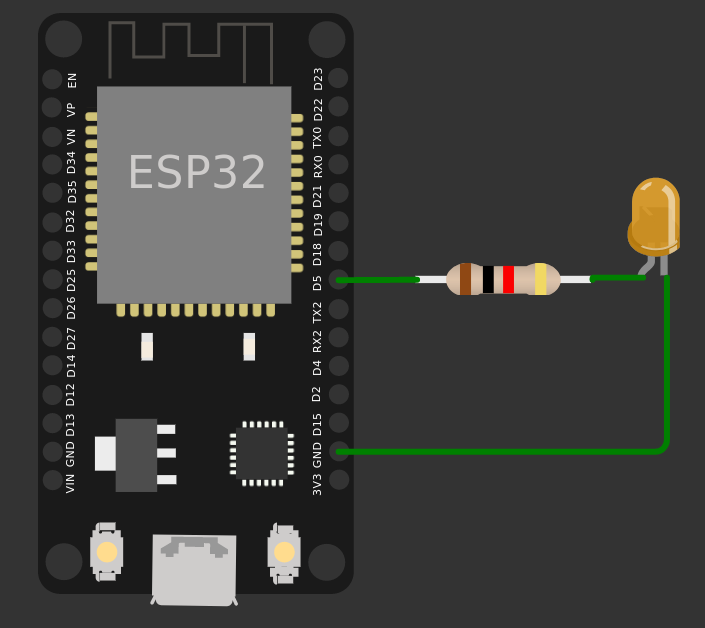 ESP32
EN
VP
VN
D34
D35
D32
D33
D25
D26
D27
D14
D12
D13
GND
VIN
D23
D22
TX0
RX0
D21
D19
D18
D5
TX2
RX2
D4
D2
D15
GND
3V3